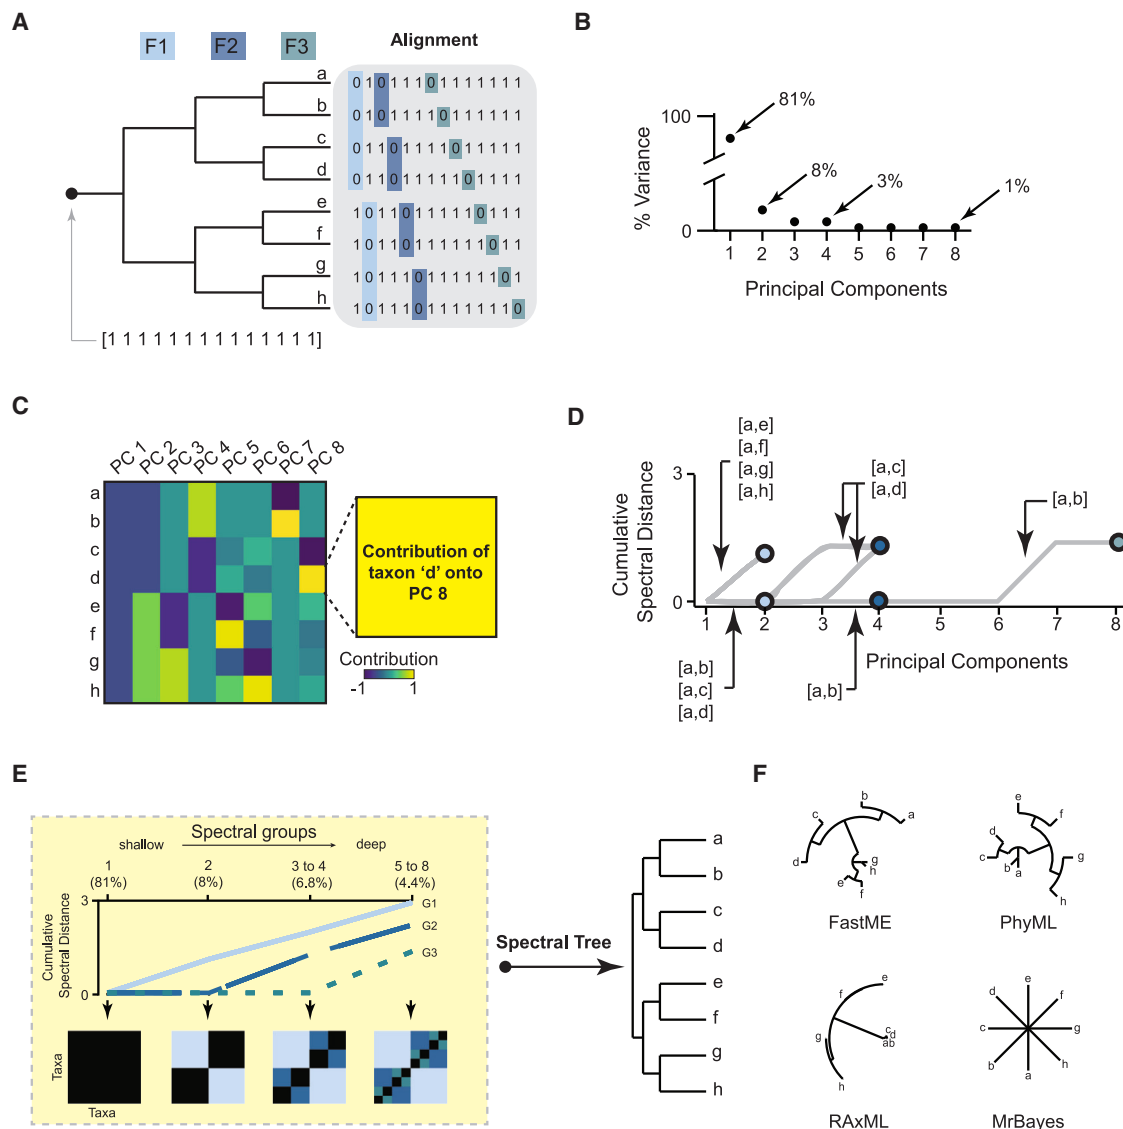 A
F1 F2 F3
Alignment
a 0 1 0 1 1 1 0 1 1 1 1 1 1 1
b 0 1 0 1 1 1 1 0 1 1 1 1 1 1
c 0 1 1 0 1 1 1 1 0 1 1 1 1 1
d 0 1 1 0 1 1 1 1 1 0 1 1 1 1
e 1 0 1 1 0 1 1 1 1 1 0 1 1 1
f 1 0 1 1 0 1 1 1 1 1 1 0 1 1
g 1 0 1 1 1 0 1 1 1 1 1 1 0 1
h 1 0 1 1 1 0 1 1 1 1 1 1 1 0
[1 1 1 1 1 1 1 1 1 1 1 1 1 1]
B
100
0
% Variance
81%
8%
3%
1%
1 2 3 4 5 6 7 8
Principal Components
C
PC 1 PC 2 PC 3 PC 4 PC 5 PC 6 PC 7 PC 8
a
b
c
d
e
f
g
h
Contribution of
taxon ‘d’ onto
PC 8
Contribution
-1 1
D
[a,e]
[a,f]
[a,g]
[a,h]
[a,c]
[a,d]
[a,b]
3
0
Cumulative
Spectral Distance
1 2 3 4 5 6 7 8
Principal Components
[a,b]
[a,c]
[a,d]
[a,b]
E
Spectral groups
shallow deep
1 2 3 to 4 5 to 8
(81%) (8%) (6.8%) (4.4%)
3
0
Cumulative
Spectral Distance
G1
G2
G3
Taxa
Taxa
Spectral Tree
a
b
c
d
e
f
g
h
F
b
a
c
d
g
h
e
f
FastME
e
f
d
c
b
a
g
h
PhyML
e
f
g
h
c
d
ab
RAxML
e
d
f
c
g
b
h
a
MrBayes